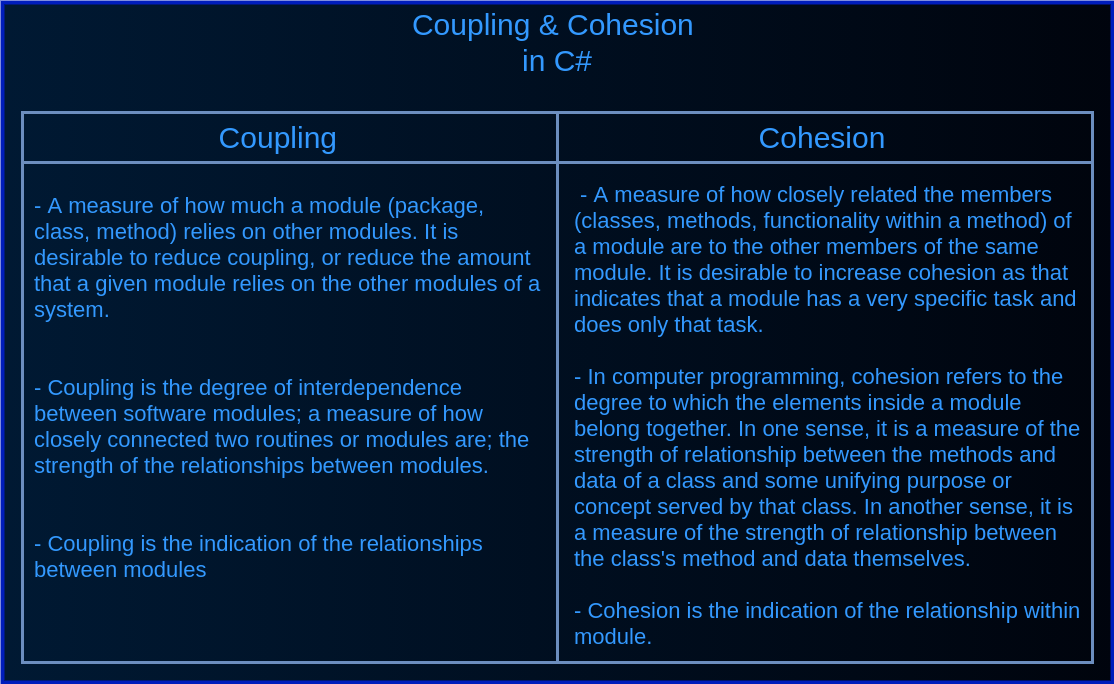 Coupling & Cohesion
in C#
Coupling
- A measure of how much a module (package,
class, method) relies on other modules. It is
desirable to reduce coupling, or reduce the amount
that a given module relies on the other modules of a
system.
- Coupling is the degree of interdependence
between software modules; a measure of how
closely connected two routines or modules are; the
strength of the relationships between modules.
- Coupling is the indication of the relationships
between modules
Cohesion
- A measure of how closely related the members
(classes, methods, functionality within a method) of
a module are to the other members of the same
module. It is desirable to increase cohesion as that
indicates that a module has a very specific task and
does only that task.
- In computer programming, cohesion refers to the
degree to which the elements inside a module
belong together. In one sense, it is a measure of the
strength of relationship between the methods and
data of a class and some unifying purpose or
concept served by that class. In another sense, it is
a measure of the strength of relationship between
the class's method and data themselves.
- Cohesion is the indication of the relationship within
module.